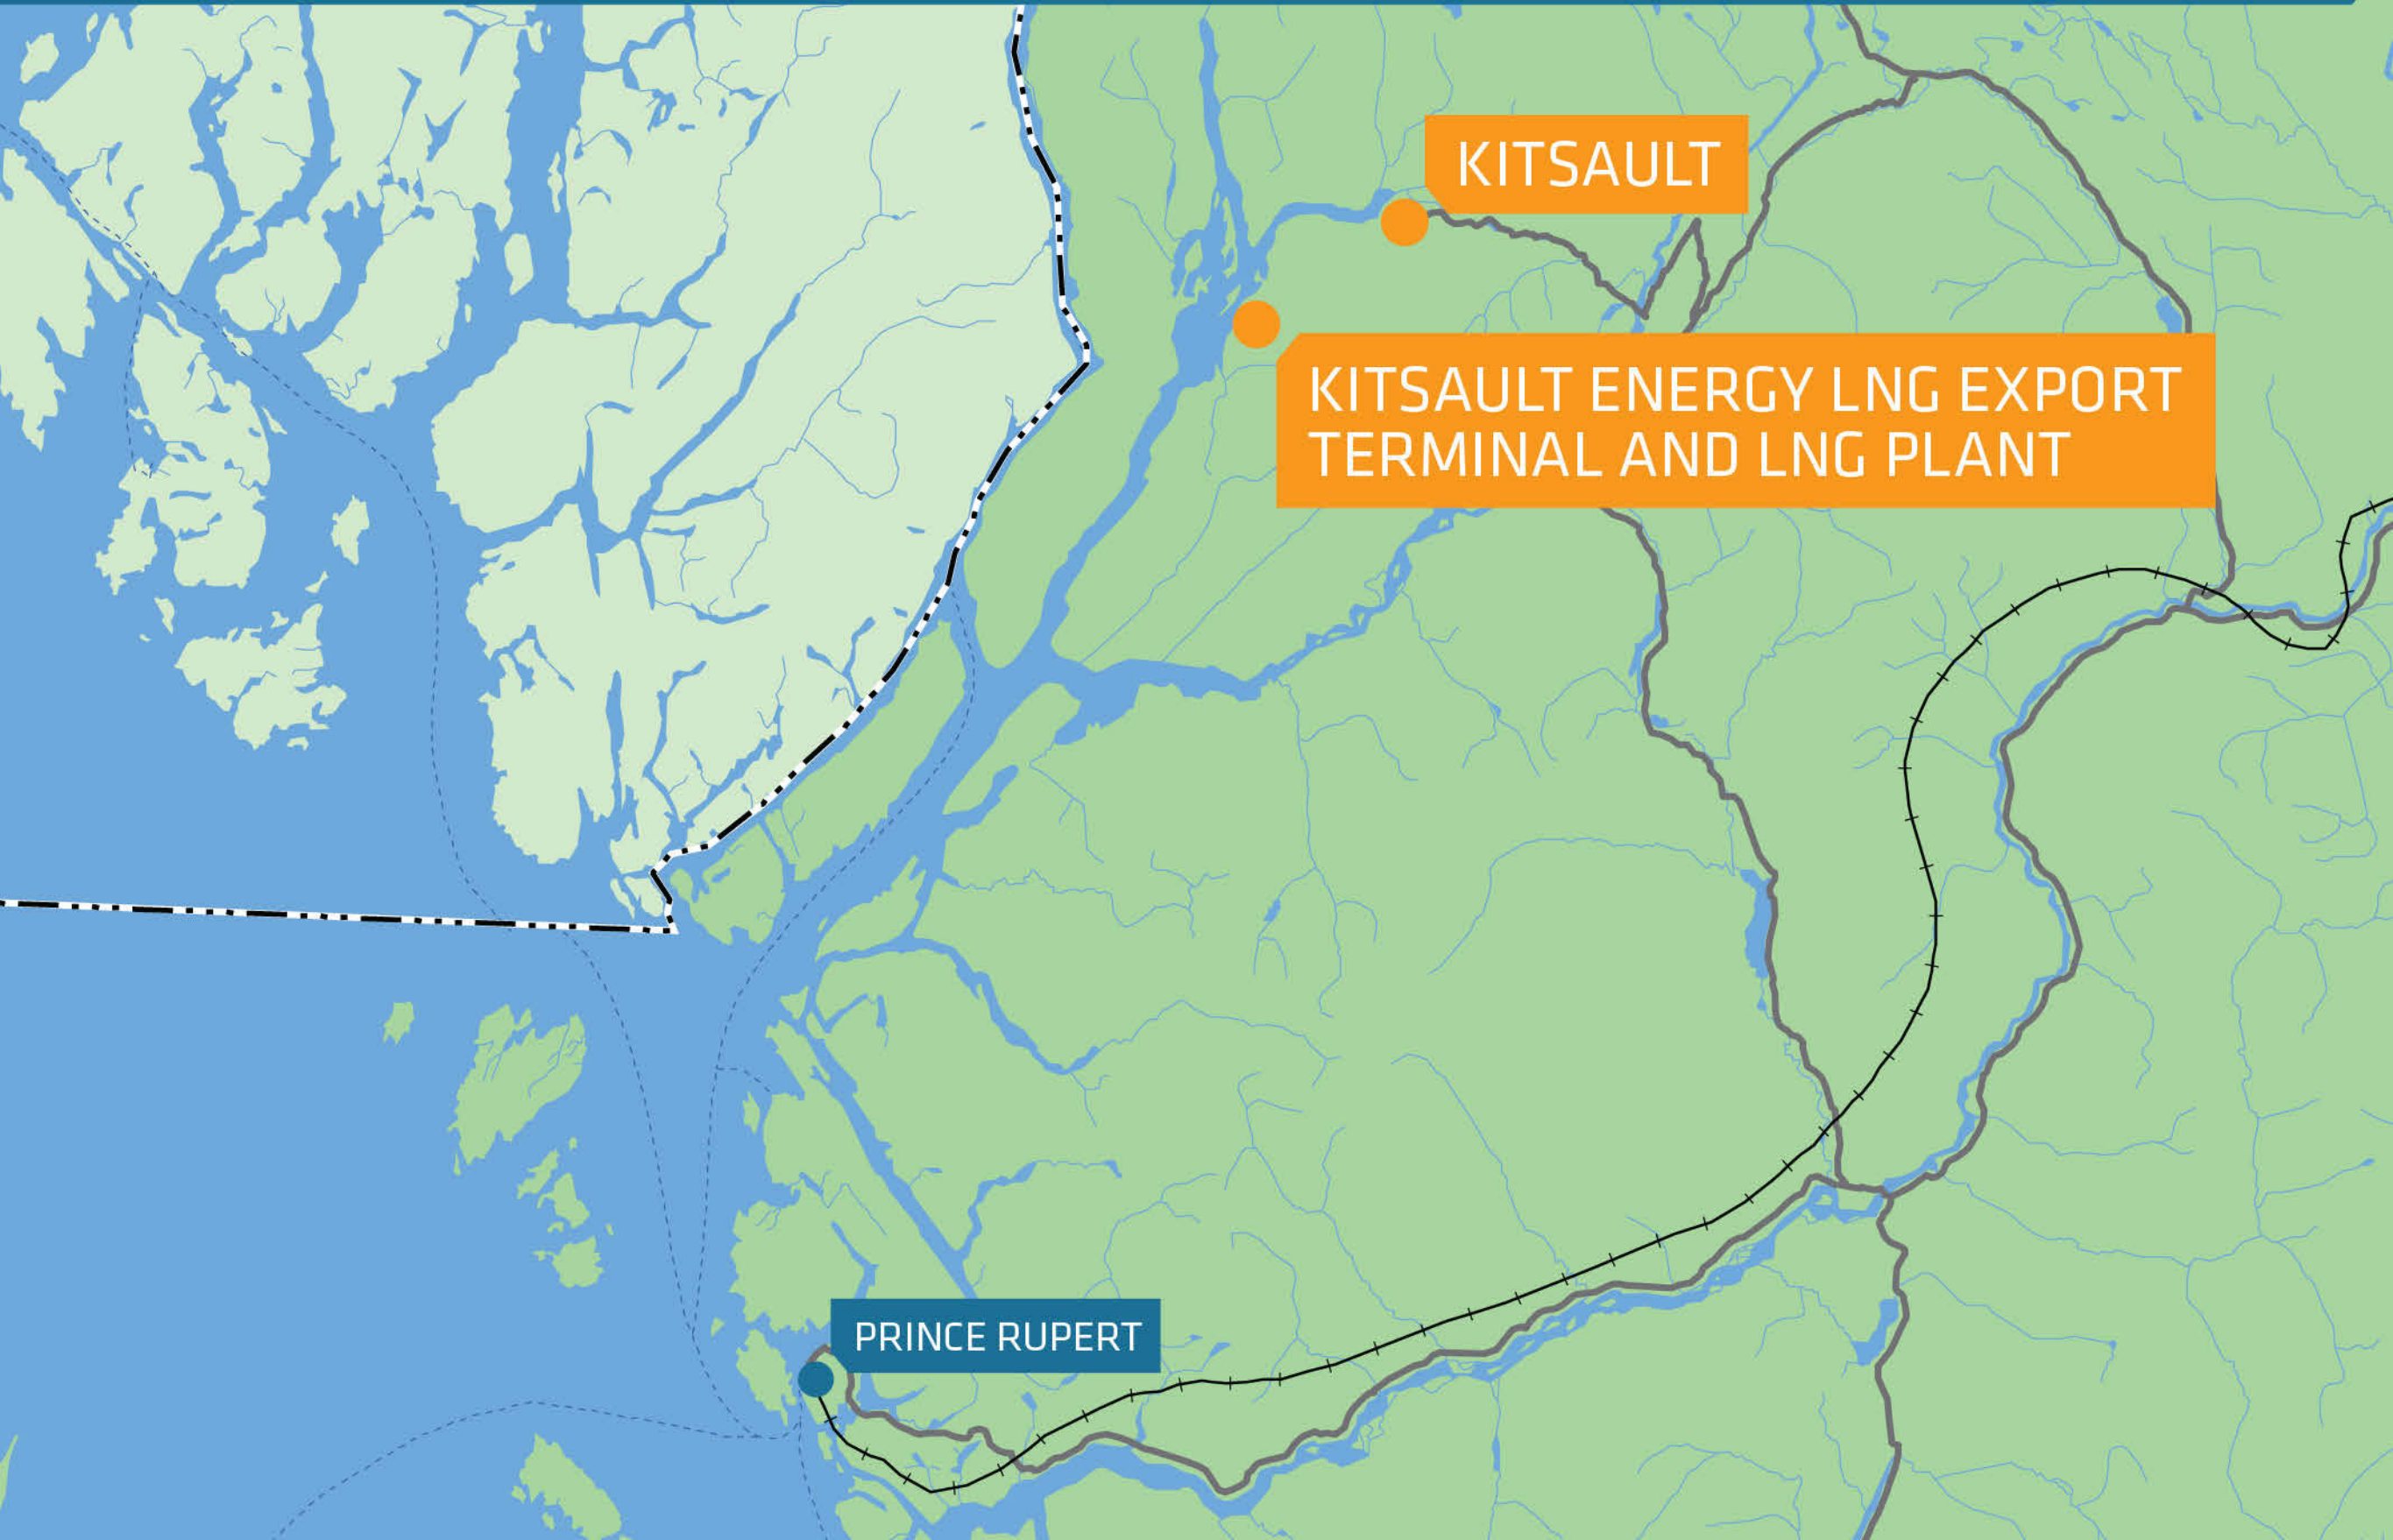 KITSAULT
KITSAULT ENERGY LNG EXPORT
TERMINAL AND LNG PLANT
PRINCE RUPERT